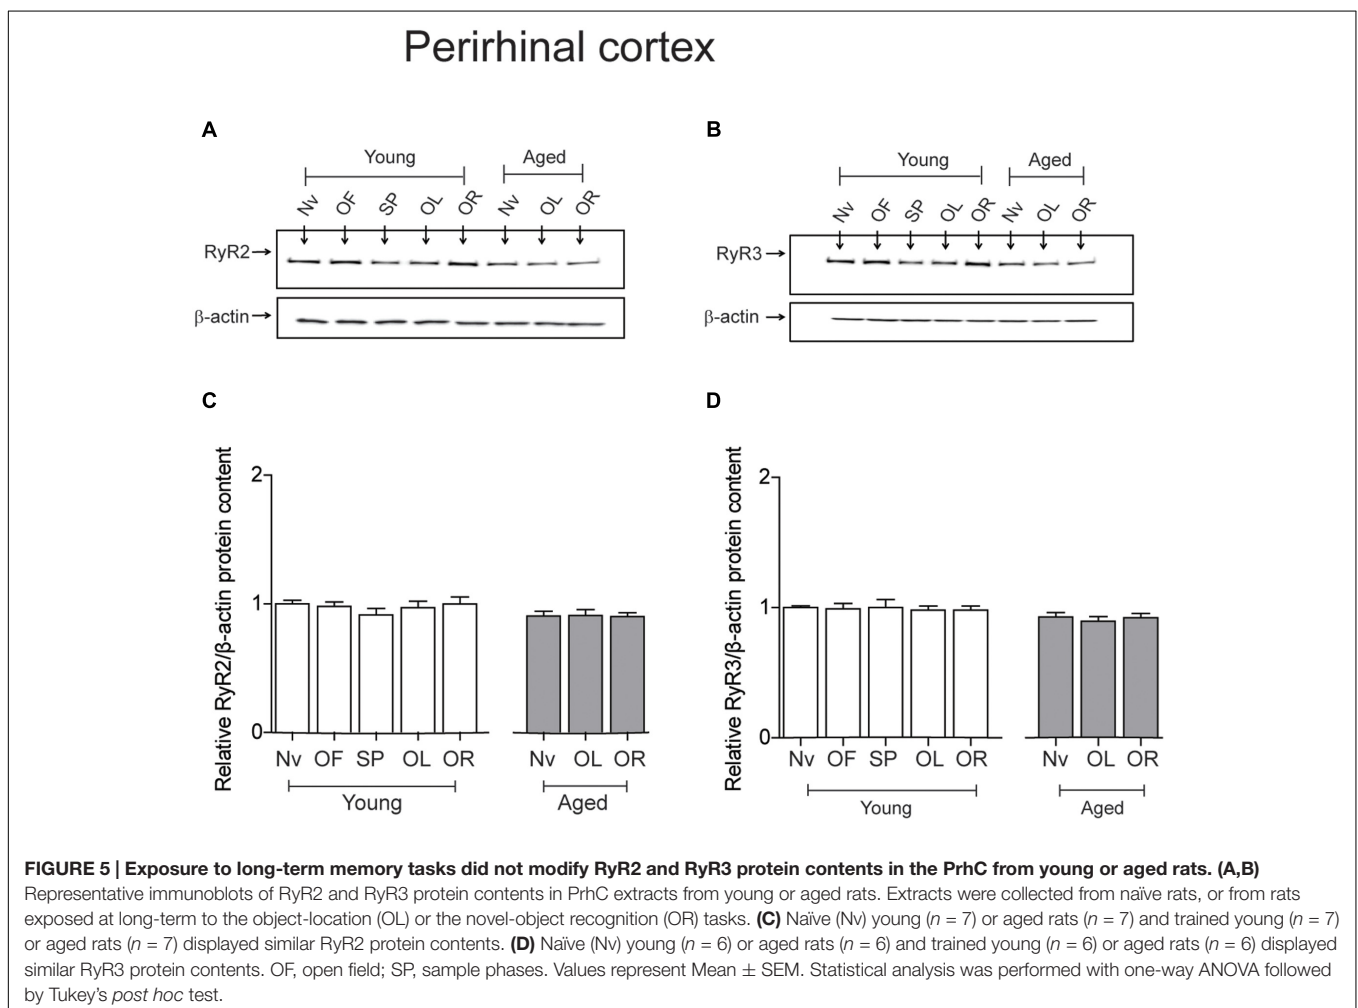 Perirhinal cortex
A
Young
Aged
Nv OF SP OL OR Nv OL OR
RyR2
β-actin
B
Young
Aged
Nv OF SP OL OR Nv OL OR
RyR3
β-actin
C
Relative RyR2/β-actin protein content
2
1
0
Nv OF SP OL OR Nv OL OR
Young
Aged
D
Relative RyR3/β-actin protein content
2
1
0
Nv OF SP OL OR Nv OL OR
Young
Aged
FIGURE 5 | Exposure to long-term memory tasks did not modify RyR2 and RyR3 protein contents in the PrhC from young or aged rats. (A,B)
Representative immunoblots of RyR2 and RyR3 protein contents in PrhC extracts from young or aged rats. Extracts were collected from naïve rats, or from rats
exposed at long-term to the object-location (OL) or the novel-object recognition (OR) tasks. (C) Naïve (Nv) young (n = 7) or aged rats (n = 7) and trained young (n = 7)
or aged rats (n = 7) displayed similar RyR2 protein contents. (D) Naïve (Nv) young (n = 6) or aged rats (n = 6) and trained young (n = 6) or aged rats (n = 6) displayed
similar RyR3 protein contents. OF, open field; SP, sample phases. Values represent Mean ± SEM. Statistical analysis was performed with one-way ANOVA followed
by Tukey's post hoc test.